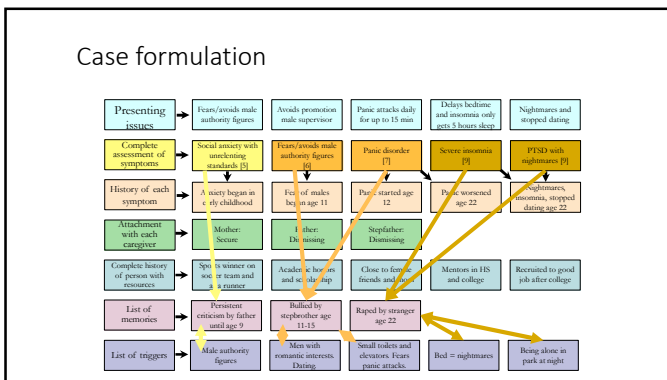 Case formulation
Presenting
issues
Fears/avoids male
authority figures
Avoids promotion
male supervisor
Panic attacks daily
for up to 15 min
Delays bedtime
and insomnia only
gets 5 hours sleep
Nightmares and
stopped dating
Complete
assessment of
symptoms
Social anxiety with
unrelenting
standards [5]
Fears/avoids male
authority figures
[6]
Panic disorder
[7]
Severe insomnia
[9]
PTSD with
nightmares [9]
History of each
symptom
Anxiety began in
early childhood
Fear of males
began age 11
Panic started age
12
Panic worsened
age 22
Nightmares,
insomnia, stopped
dating age 22
Attachment
with each
caregiver
Mother:
Secure
Father:
Dismissing
Stepfather:
Dismissing
Complete history
of person with
resources
Sports winner on
soccer team and
as a runner
Academic honors
and scholarship
Close to female
friends and
Mentors in HS
and college
Recruited to good
job after college
List of
memories
Persistent
criticism by father
until age 9
Bullied by
stepbrother age
11-15
Raped by stranger
age 22
List of triggers
Male authority
figures
Men with
romantic interests.
Dating.
Small toilets and
elevators. Fears
panic attacks.
Bed = nightmares
Being alone in
park at night